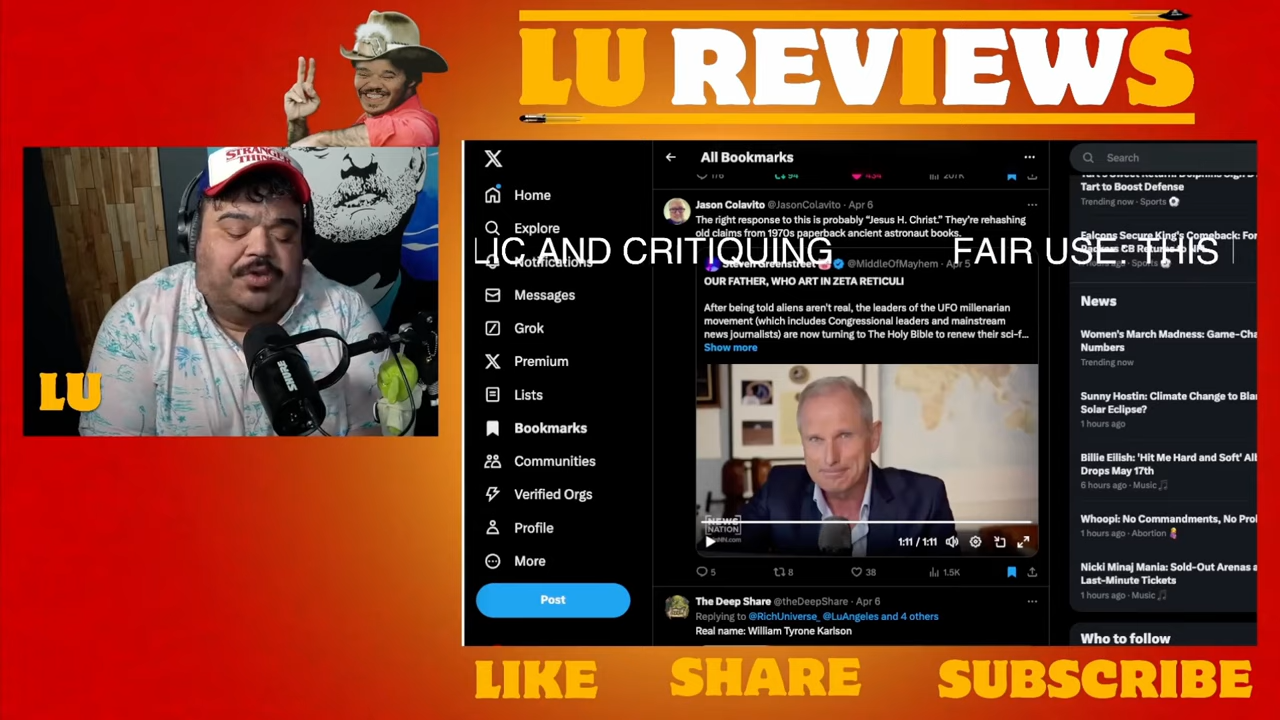 LU REVIEWS
STRANGER
THINGS
LU
Home
Explore
Notifications
Messages
Grok
Premium
Lists
Bookmarks
Communities
Verified Orgs
Profile
More
Post
All Bookmarks
Jason Colavito @JasonColavito · Apr 6
The right response to this is probably "Jesus H. Christ." They're rehashing
old claims from 1970s paperback ancient astronaut books.
LIC AND CRITIQUING FAIR USE: THIS
Steven Greenstreet @MiddleOfMayhem · Apr 5
OUR FATHER, WHO ART IN ZETA RETICULI
After being told aliens aren't real, the leaders of the UFO millenarian
movement (which includes Congressional leaders and mainstream
news journalists) are now turning to The Holy Bible to renew their sci-f...
Show more
NEWS
NATION
1:11 / 1:11
5 8 38 1.5K
The Deep Share @theDeepShare · Apr 6
Replying to @RichUniverse_ @LuAngeles and 4 others
Real name: William Tyrone Karlson
Search
Tart to Boost Defense
Trending now · Sports
Falcons Secure King's Comeback: For
Packers CB Returns to NFL
Sports
News
Women's March Madness: Game-Cha
Numbers
Trending now
Sunny Hostin: Climate Change to Blar
Solar Eclipse?
1 hours ago
Billie Eilish: 'Hit Me Hard and Soft' Alb
Drops May 17th
6 hours ago · Music
Whoopi: No Commandments, No Prol
1 hours ago · Abortion
Nicki Minaj Mania: Sold-Out Arenas a
Last-Minute Tickets
1 hours ago · Music
Who to follow
LIKE SHARE SUBSCRIBE